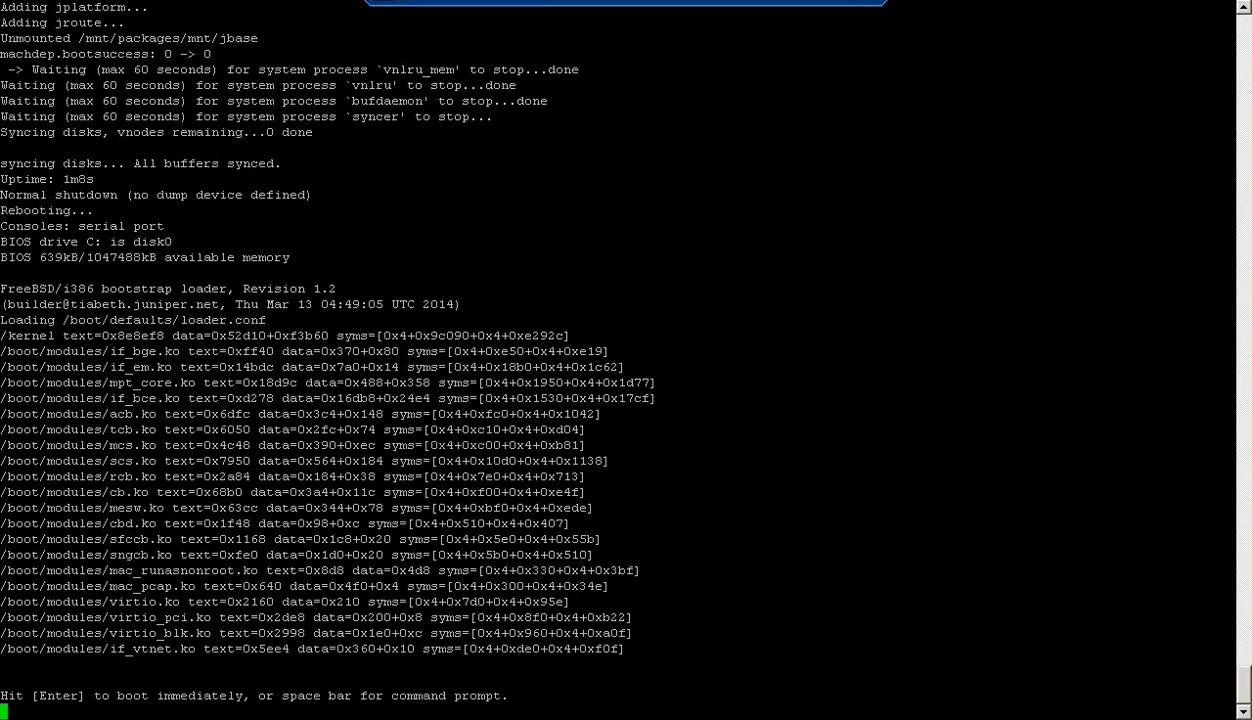 Adding jplatform...
Adding jroute...
Unmounted /mnt/packages/mnt/jbase
machdep.bootsuccess: 0 -> 0
 -> Waiting (max 60 seconds) for system process `vnlru_mem' to stop...done
Waiting (max 60 seconds) for system process `vnlru' to stop...done
Waiting (max 60 seconds) for system process `bufdaemon' to stop...done
Waiting (max 60 seconds) for system process `syncer' to stop...
Syncing disks, vnodes remaining...0 done
syncing disks... All buffers synced.
Uptime: 1m8s
Normal shutdown (no dump device defined)
Rebooting...
Consoles: serial port
BIOS drive C: is disk0
BIOS 639kB/1047488kB available memory
FreeBSD/i386 bootstrap loader, Revision 1.2
(builder@tiabeth.juniper.net, Thu Mar 13 04:49:05 UTC 2014)
Loading /boot/defaults/loader.conf
/kernel text=0x8e8ef8 data=0x52d10+0xf3b60 syms=[0x4+0x9c090+0x4+0xe292c]
/boot/modules/if_bge.ko text=0xff40 data=0x370+0x80 syms=[0x4+0xe50+0x4+0xe19]
/boot/modules/if_em.ko text=0x14bdc data=0x7a0+0x14 syms=[0x4+0x18b0+0x4+0x1c62]
/boot/modules/mpt_core.ko text=0x18d9c data=0x488+0x358 syms=[0x4+0x1950+0x4+0x1d77]
/boot/modules/if_bce.ko text=0xd278 data=0x16db8+0x24e4 syms=[0x4+0x1530+0x4+0x17cf]
/boot/modules/acb.ko text=0x6dfc data=0x3c4+0x148 syms=[0x4+0xfc0+0x4+0x1042]
/boot/modules/tcb.ko text=0x6050 data=0x2fc+0x74 syms=[0x4+0xc10+0x4+0xd04]
/boot/modules/mcs.ko text=0x4c48 data=0x390+0xec syms=[0x4+0xc00+0x4+0xb81]
/boot/modules/scs.ko text=0x7950 data=0x564+0x184 syms=[0x4+0x10d0+0x4+0x1138]
/boot/modules/rcb.ko text=0x2a84 data=0x184+0x38 syms=[0x4+0x7e0+0x4+0x713]
/boot/modules/cb.ko text=0x68b0 data=0x3a4+0x11c syms=[0x4+0xf00+0x4+0xe4f]
/boot/modules/mesw.ko text=0x63cc data=0x344+0x78 syms=[0x4+0xbf0+0x4+0xede]
/boot/modules/cbd.ko text=0x1f48 data=0x98+0xc syms=[0x4+0x510+0x4+0x407]
/boot/modules/sfccb.ko text=0x1168 data=0x1c8+0x20 syms=[0x4+0x5e0+0x4+0x55b]
/boot/modules/sngcb.ko text=0xfe0 data=0x1d0+0x20 syms=[0x4+0x5b0+0x4+0x510]
/boot/modules/mac_runasnonroot.ko text=0x8d8 data=0x4d8 syms=[0x4+0x330+0x4+0x3bf]
/boot/modules/mac_pcap.ko text=0x640 data=0x4f0+0x4 syms=[0x4+0x300+0x4+0x34e]
/boot/modules/virtio.ko text=0x2160 data=0x210 syms=[0x4+0x7d0+0x4+0x95e]
/boot/modules/virtio_pci.ko text=0x2de8 data=0x200+0x8 syms=[0x4+0x8f0+0x4+0xb22]
/boot/modules/virtio_blk.ko text=0x2998 data=0x1e0+0xc syms=[0x4+0x960+0x4+0xa0f]
/boot/modules/if_vtnet.ko text=0x5ee4 data=0x360+0x10 syms=[0x4+0xde0+0x4+0xf0f]
Hit [Enter] to boot immediately, or space bar for command prompt.